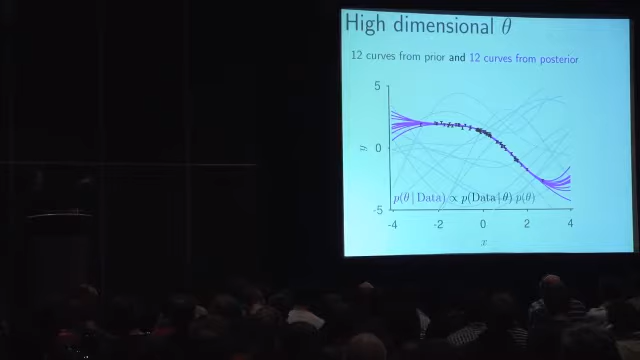 High dimensional θ
12 curves from prior and 12 curves from posterior
5
y
0
p(θ | Data) ∝ p(Data | θ) p(θ)
-5
-4 -2 0 2 4
x